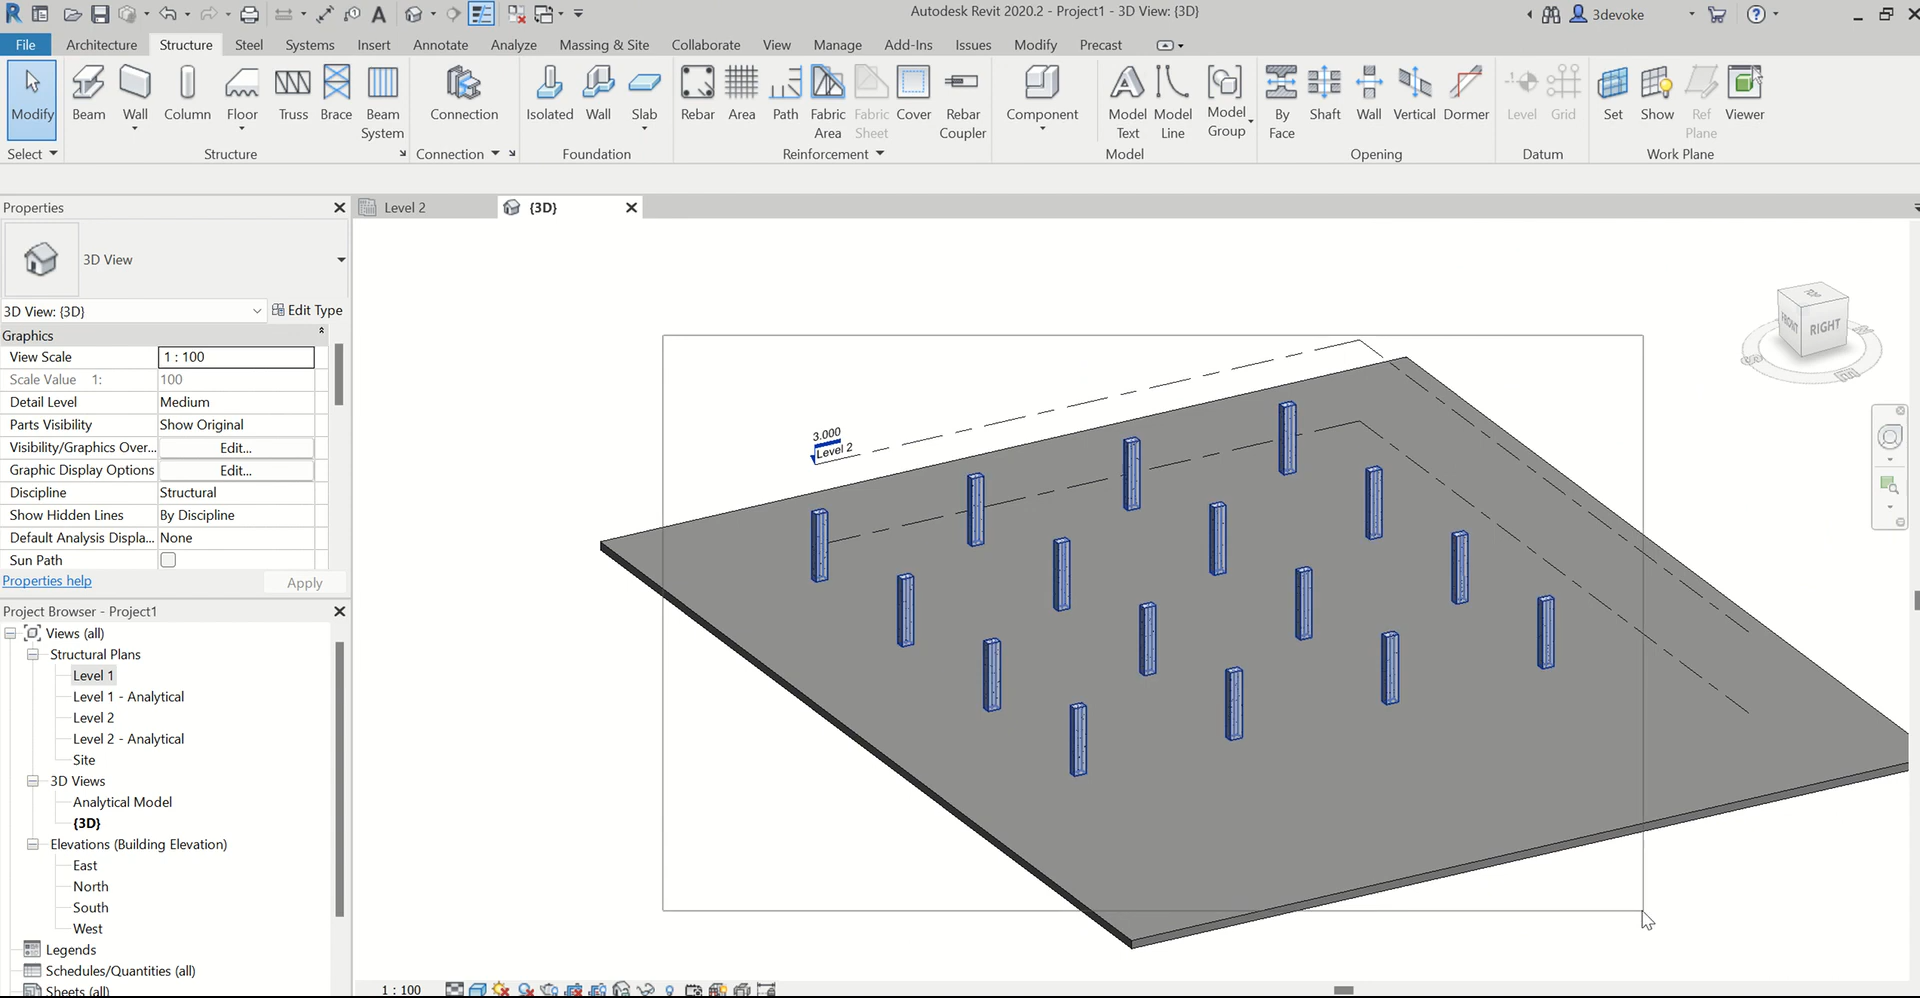 Autodesk Revit 2020.2 - Project1 - 3D View: {3D}
3devoke
File Architecture Structure Steel Systems Insert Annotate Analyze Massing & Site Collaborate View Manage Add-Ins Issues Modify Precast
Modify Beam Wall Column Floor Truss Brace Beam System Connection Isolated Wall Slab Rebar Area Path Fabric Area Fabric Sheet Cover Rebar Coupler Component Model Text Model Line Model Group By Face Shaft Wall Vertical Dormer Level Grid Set Show Ref Plane Viewer
Select Structure Connection Foundation Reinforcement Model Opening Datum Work Plane
Properties
Level 2
{3D}
3D View
3D View: {3D}
Edit Type
Graphics
View Scale 1 : 100
Scale Value 1: 100
Detail Level Medium
Parts Visibility Show Original
Visibility/Graphics Over... Edit...
Graphic Display Options Edit...
Discipline Structural
Show Hidden Lines By Discipline
Default Analysis Displa... None
Sun Path
Properties help Apply
Project Browser - Project1
Views (all)
Structural Plans
Level 1
Level 1 - Analytical
Level 2
Level 2 - Analytical
Site
3D Views
Analytical Model
{3D}
Elevations (Building Elevation)
East
North
South
West
Legends
Schedules/Quantities (all)
Sheets (all)
3.000
Level 2
TOP
FRONT
RIGHT
1 : 100